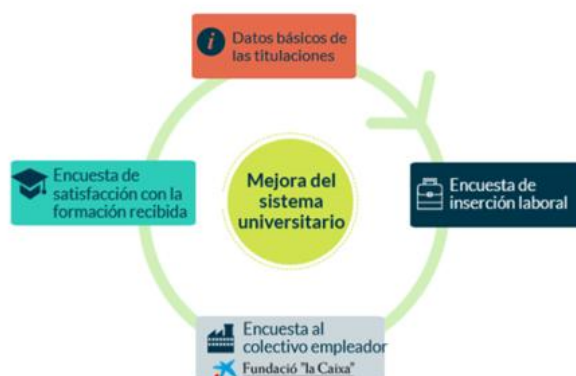 Datos básicos de
las titulaciones
Encuesta de
satisfacción con la
formación recibida
Mejora del
sistema
universitario
Encuesta de
inserción laboral
Encuesta al
colectivo empleador
Fundació "la Caixa"